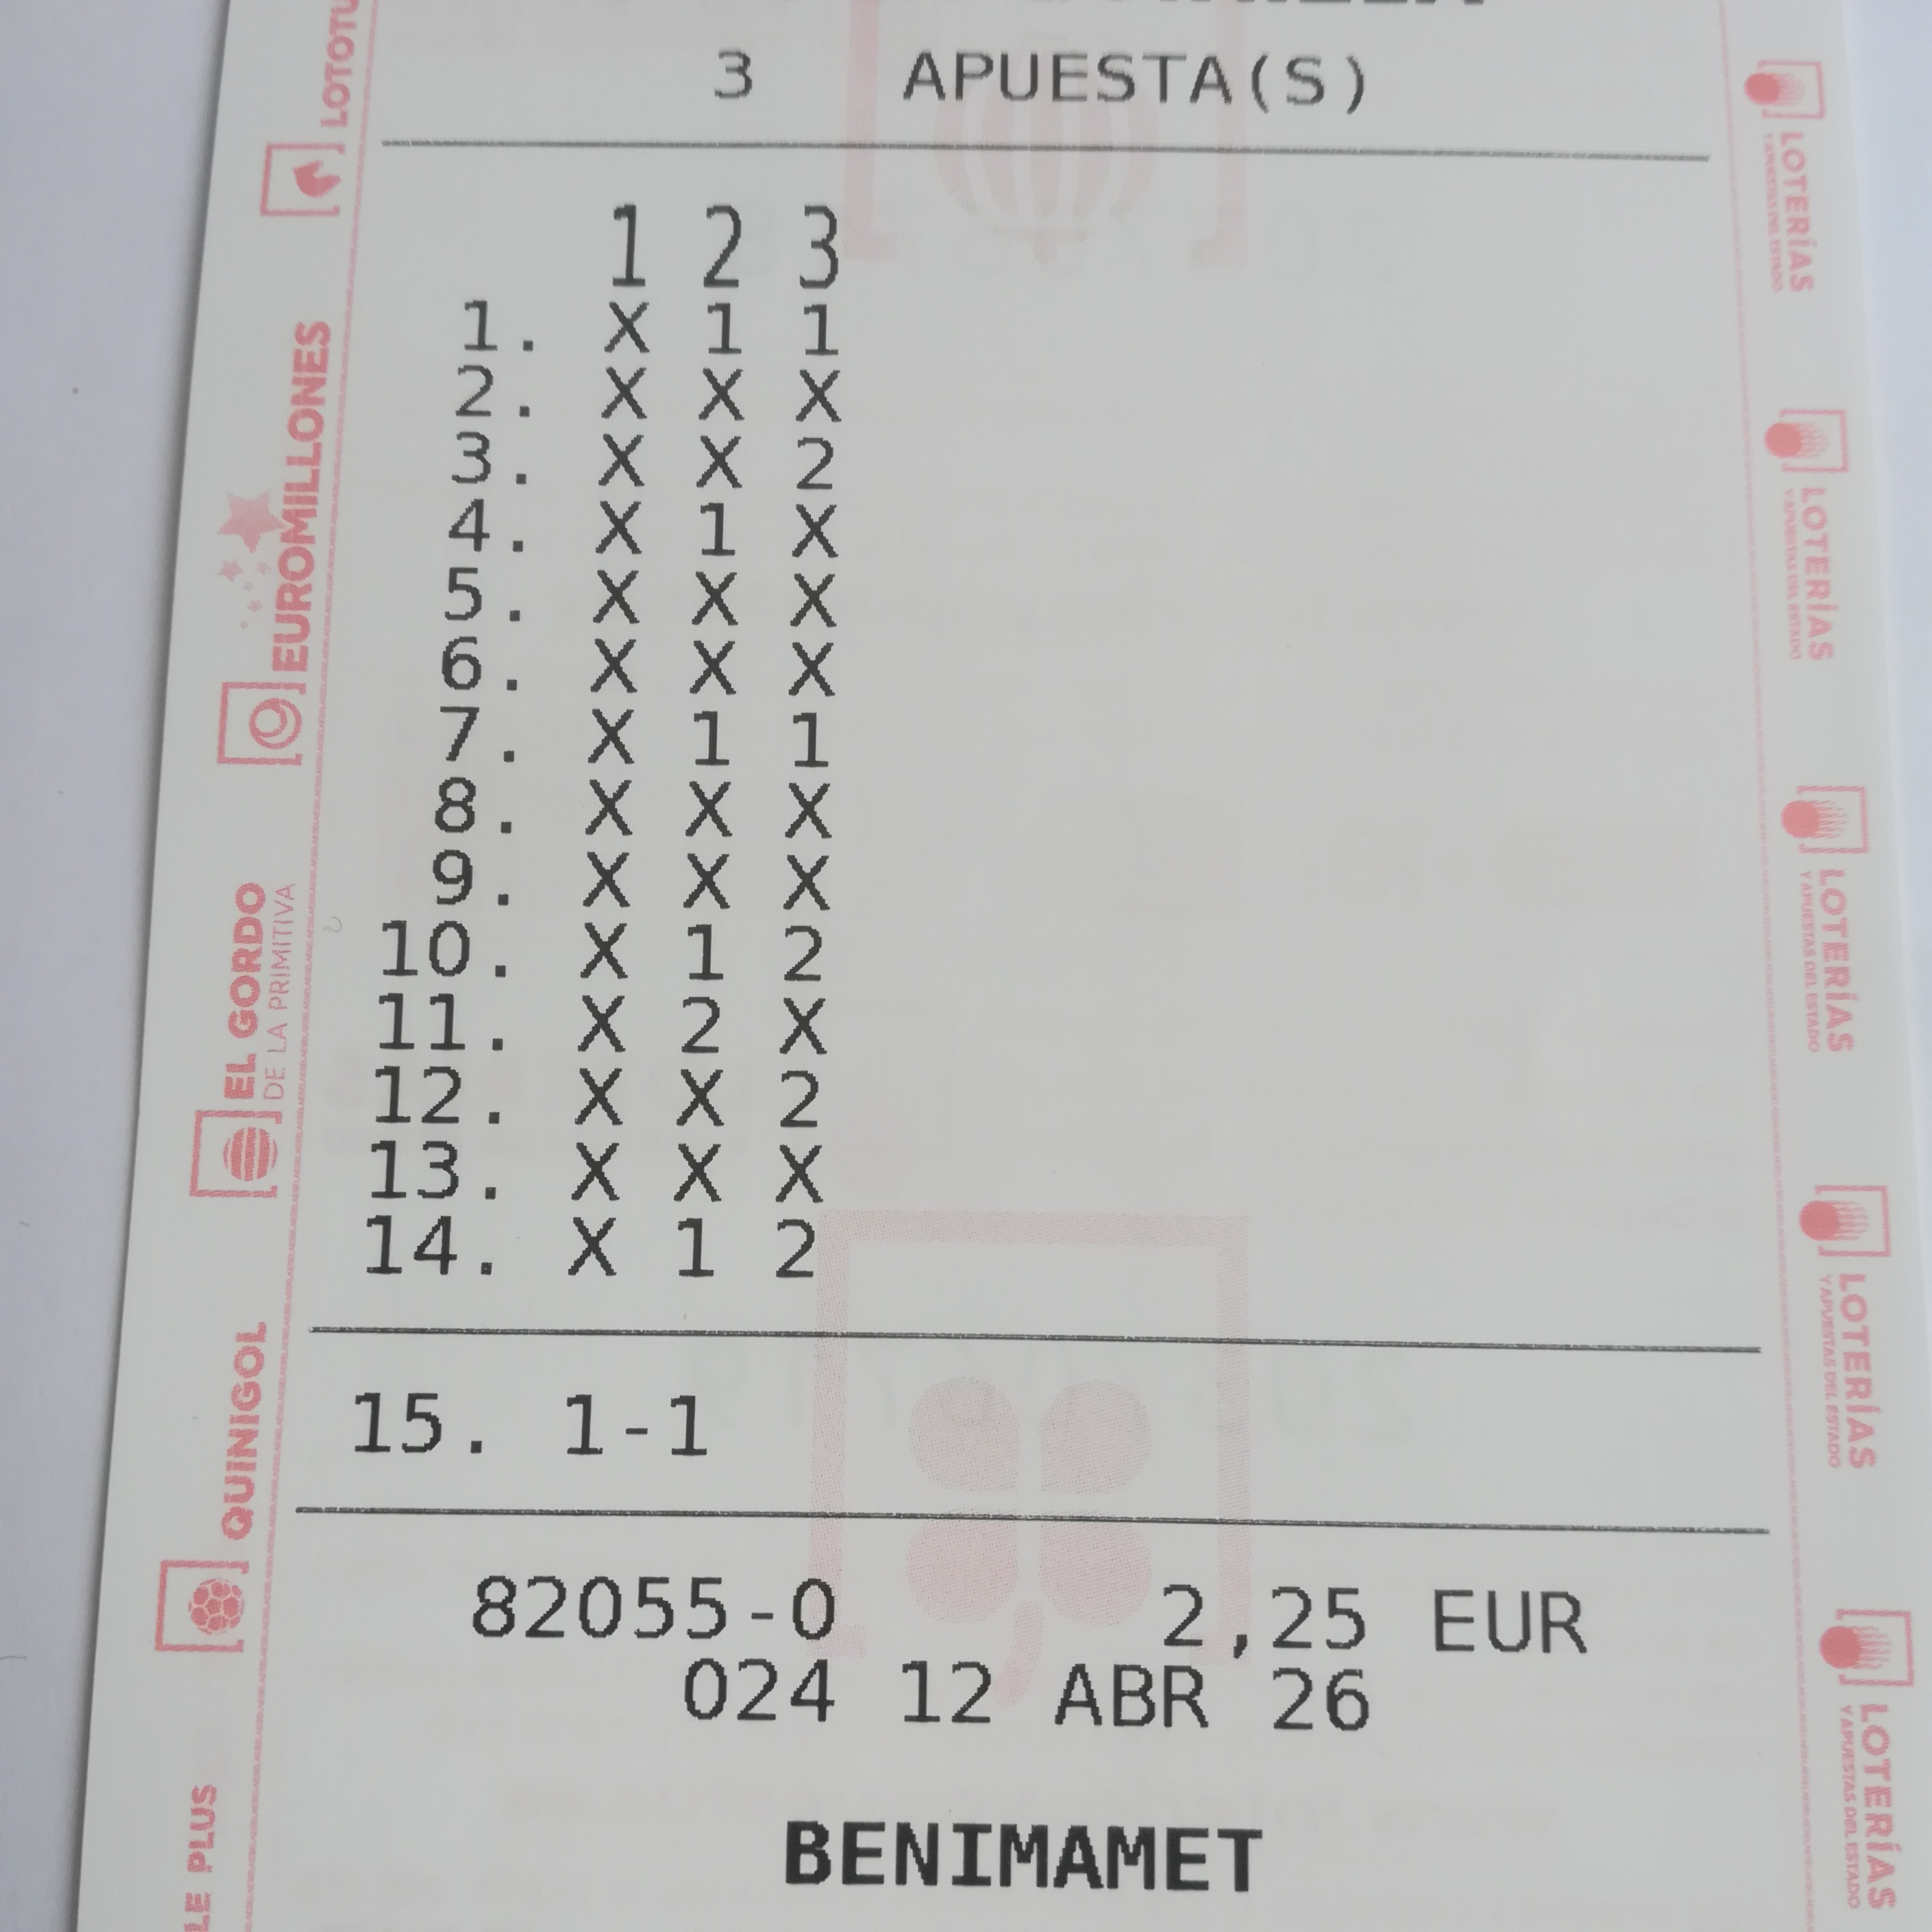 3 APUESTA(S)
1 2 3
1. X 1 1
2. X X X
3. X X 2
4. X 1 X
5. X X X
6. X X X
7. X 1 1
8. X X X
9. X X X
10. X 1 2
11. X 2 X
12. X X 2
13. X X X
14. X 1 2
15. 1-1
82055-0 2,25 EUR
024 12 ABR 26
BENIMAMET
LOTOTU
EUROMILLONES
EL GORDO
DE LA PRIMITIVA
QUINIGOL
LE PLUS
LOTERÍAS
Y APUESTAS DEL ESTADO
LOTERÍAS
Y APUESTAS DEL ESTADO
LOTERÍAS
Y APUESTAS DEL ESTADO
LOTERÍAS
Y APUESTAS DEL ESTADO
LOTERÍAS
Y APUESTAS DEL ESTADO